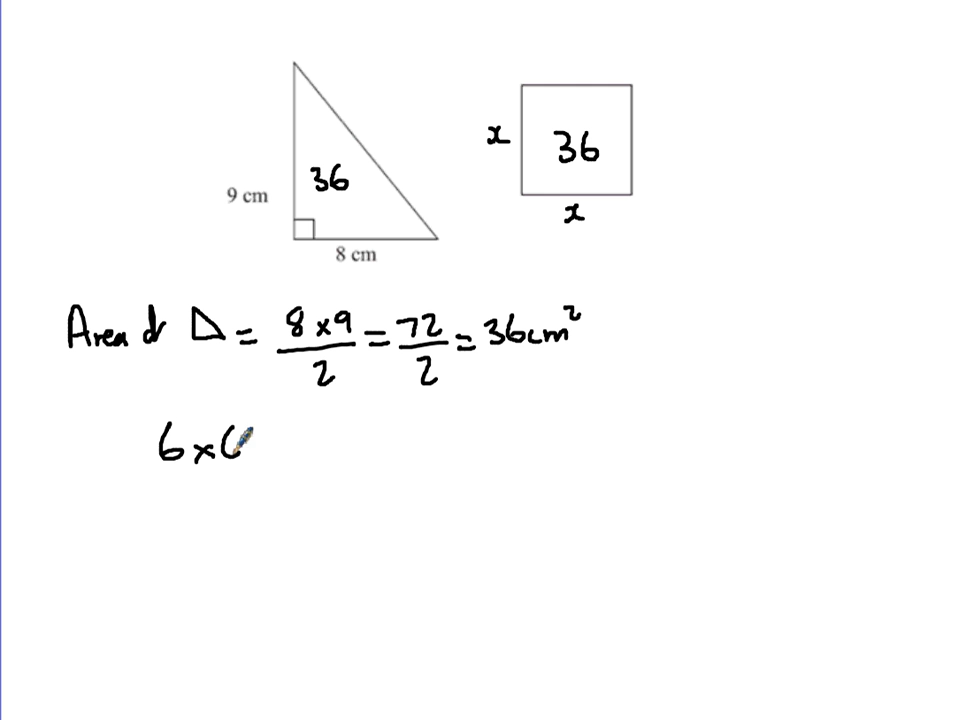 36
9 cm
8 cm
x
36
x
Area of △ = 8×9/2 = 72/2 = 36cm²
6×6